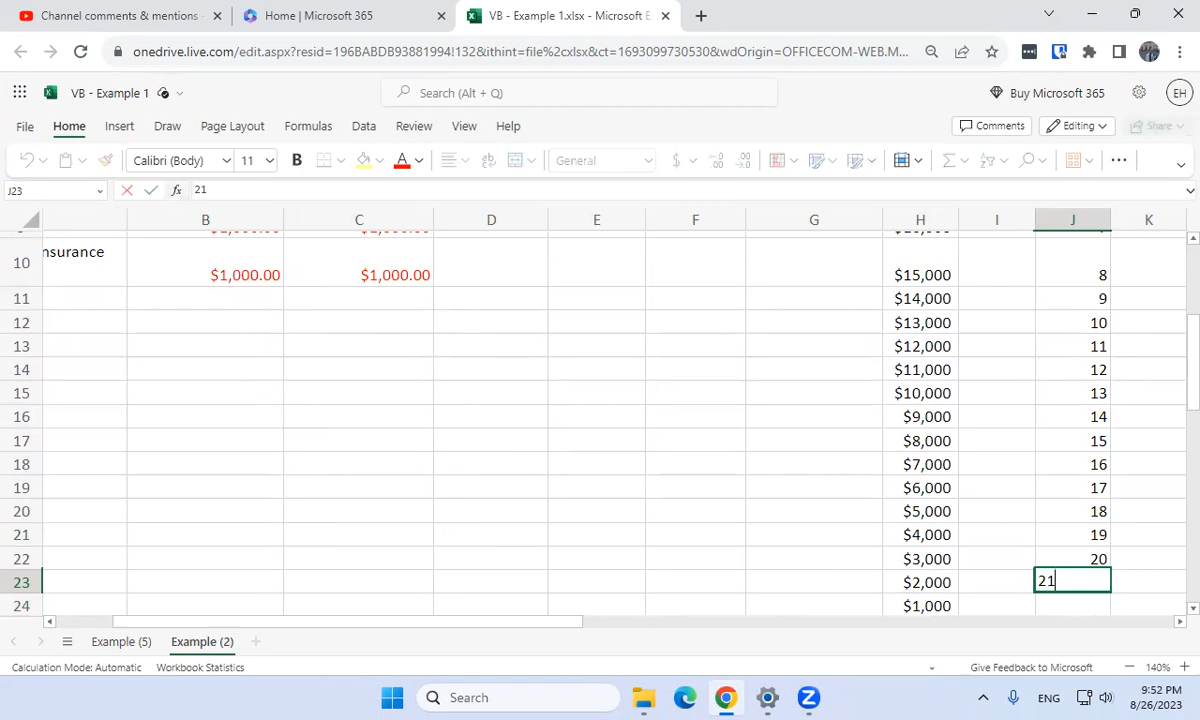 Channel comments & mentions -
Home | Microsoft 365
VB - Example 1.xlsx - Microsoft E
onedrive.live.com/edit.aspx?resid=196BABDB93881994!132&ithint=file%2cxlsx&ct=1693099730530&wdOrigin=OFFICECOM-WEB.M...
VB - Example 1
Search (Alt + Q)
Buy Microsoft 365
EH
File Home Insert Draw Page Layout Formulas Data Review View Help
Comments
Editing
Share
Calibri (Body) 11 B A ab General $ .00 .00
J23 fx 21
B C D E F G H I J K
10 nsurance $1,000.00 $1,000.00 $15,000 8
11 $14,000 9
12 $13,000 10
13 $12,000 11
14 $11,000 12
15 $10,000 13
16 $9,000 14
17 $8,000 15
18 $7,000 16
19 $6,000 17
20 $5,000 18
21 $4,000 19
22 $3,000 20
23 $2,000 21
24 $1,000
Example (5) Example (2)
Calculation Mode: Automatic Workbook Statistics
Give Feedback to Microsoft
140%
Search
ENG
9:52 PM
8/26/2023